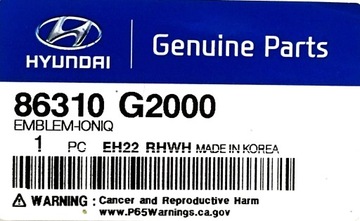 HYUNDAI
Genuine Parts
86310 G2000
EMBLEM-IONIQ
1 PC EH22 RHWH MADE IN KOREA
WARNING : Cancer and Reproductive Harm
www.P65Warnings.ca.gov